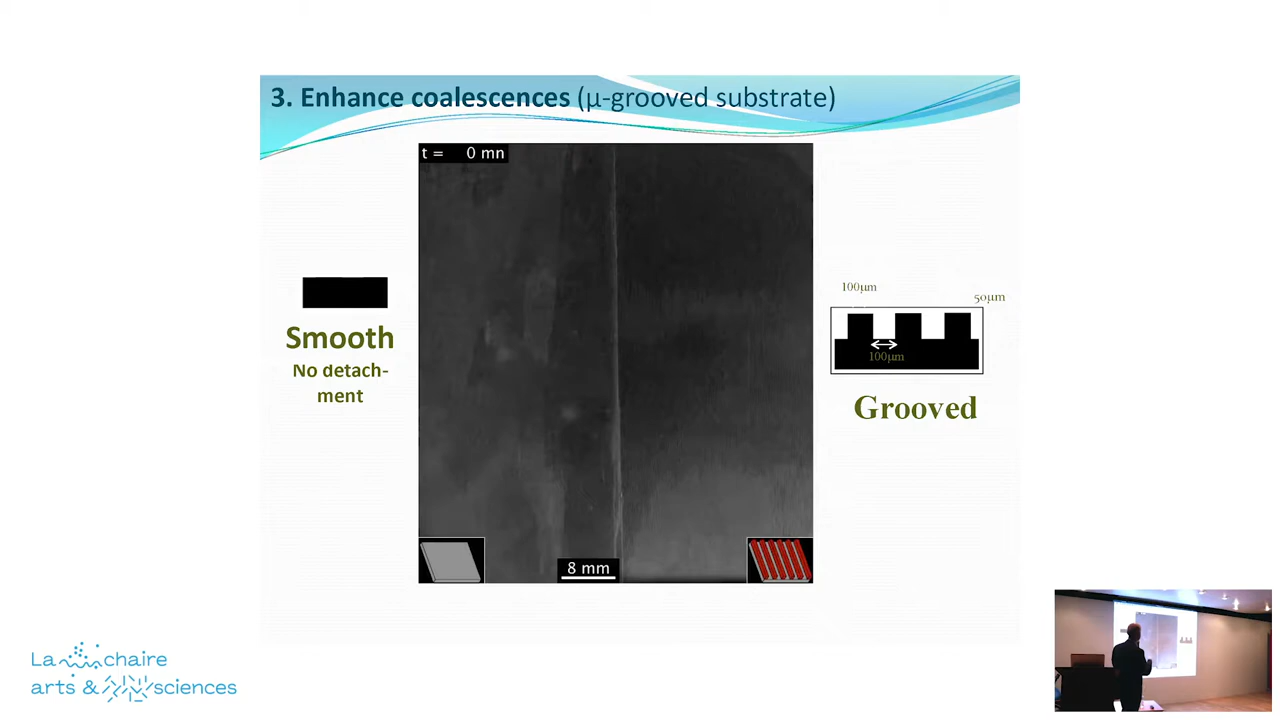 3. Enhance coalescences (µ-grooved substrate)
t = 0 mn
Smooth
No detach-
ment
100µm
50µm
100µm
Grooved
8 mm
La chaire
arts & sciences